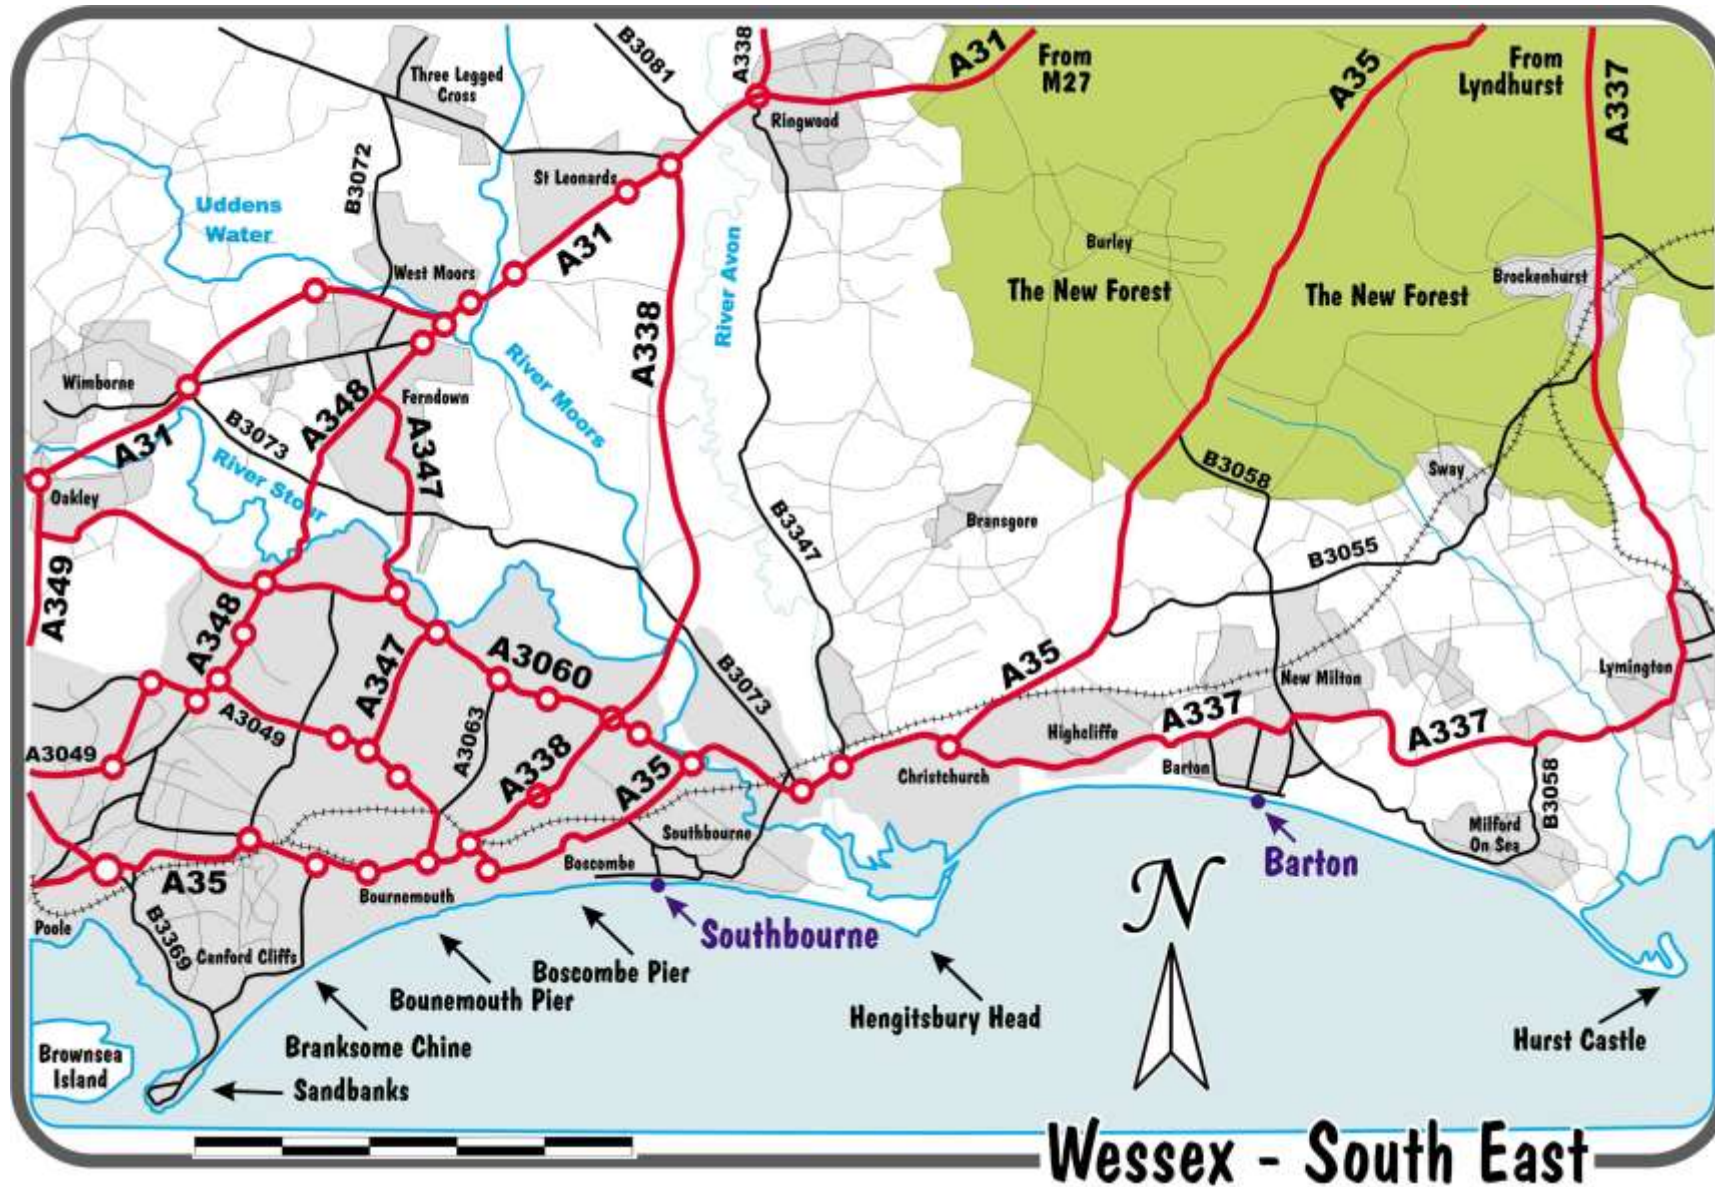 B3081
A338
A31
From
M27
A35
From
Lyndhurst
A337
Three Legged
Cross
Ringwood
B3072
St Leonards
Uddens
Water
A31
River Avon
Burley
West Moors
The New Forest
The New Forest
Brockenhurst
A338
River Moors
Wimborne
A348
Ferndown
A31
B3073
A347
River Stour
B3058
Sway
Oakley
Bransgore
B3347
B3055
A349
A348
A347
A3060
B3073
A35
New Milton
Lymington
A3049
A3049
A3063
A338
A35
Highcliffe
A337
A337
Barton
Christchurch
B3058
Southbourne
Milford
On Sea
Boscombe
Barton
A35
Bournemouth
N
Poole
B3369
Canford Cliffs
Southbourne
Boscombe Pier
Bounemouth Pier
Hengitsbury Head
Branksome Chine
Hurst Castle
Brownsea
Island
Sandbanks
Wessex - South East